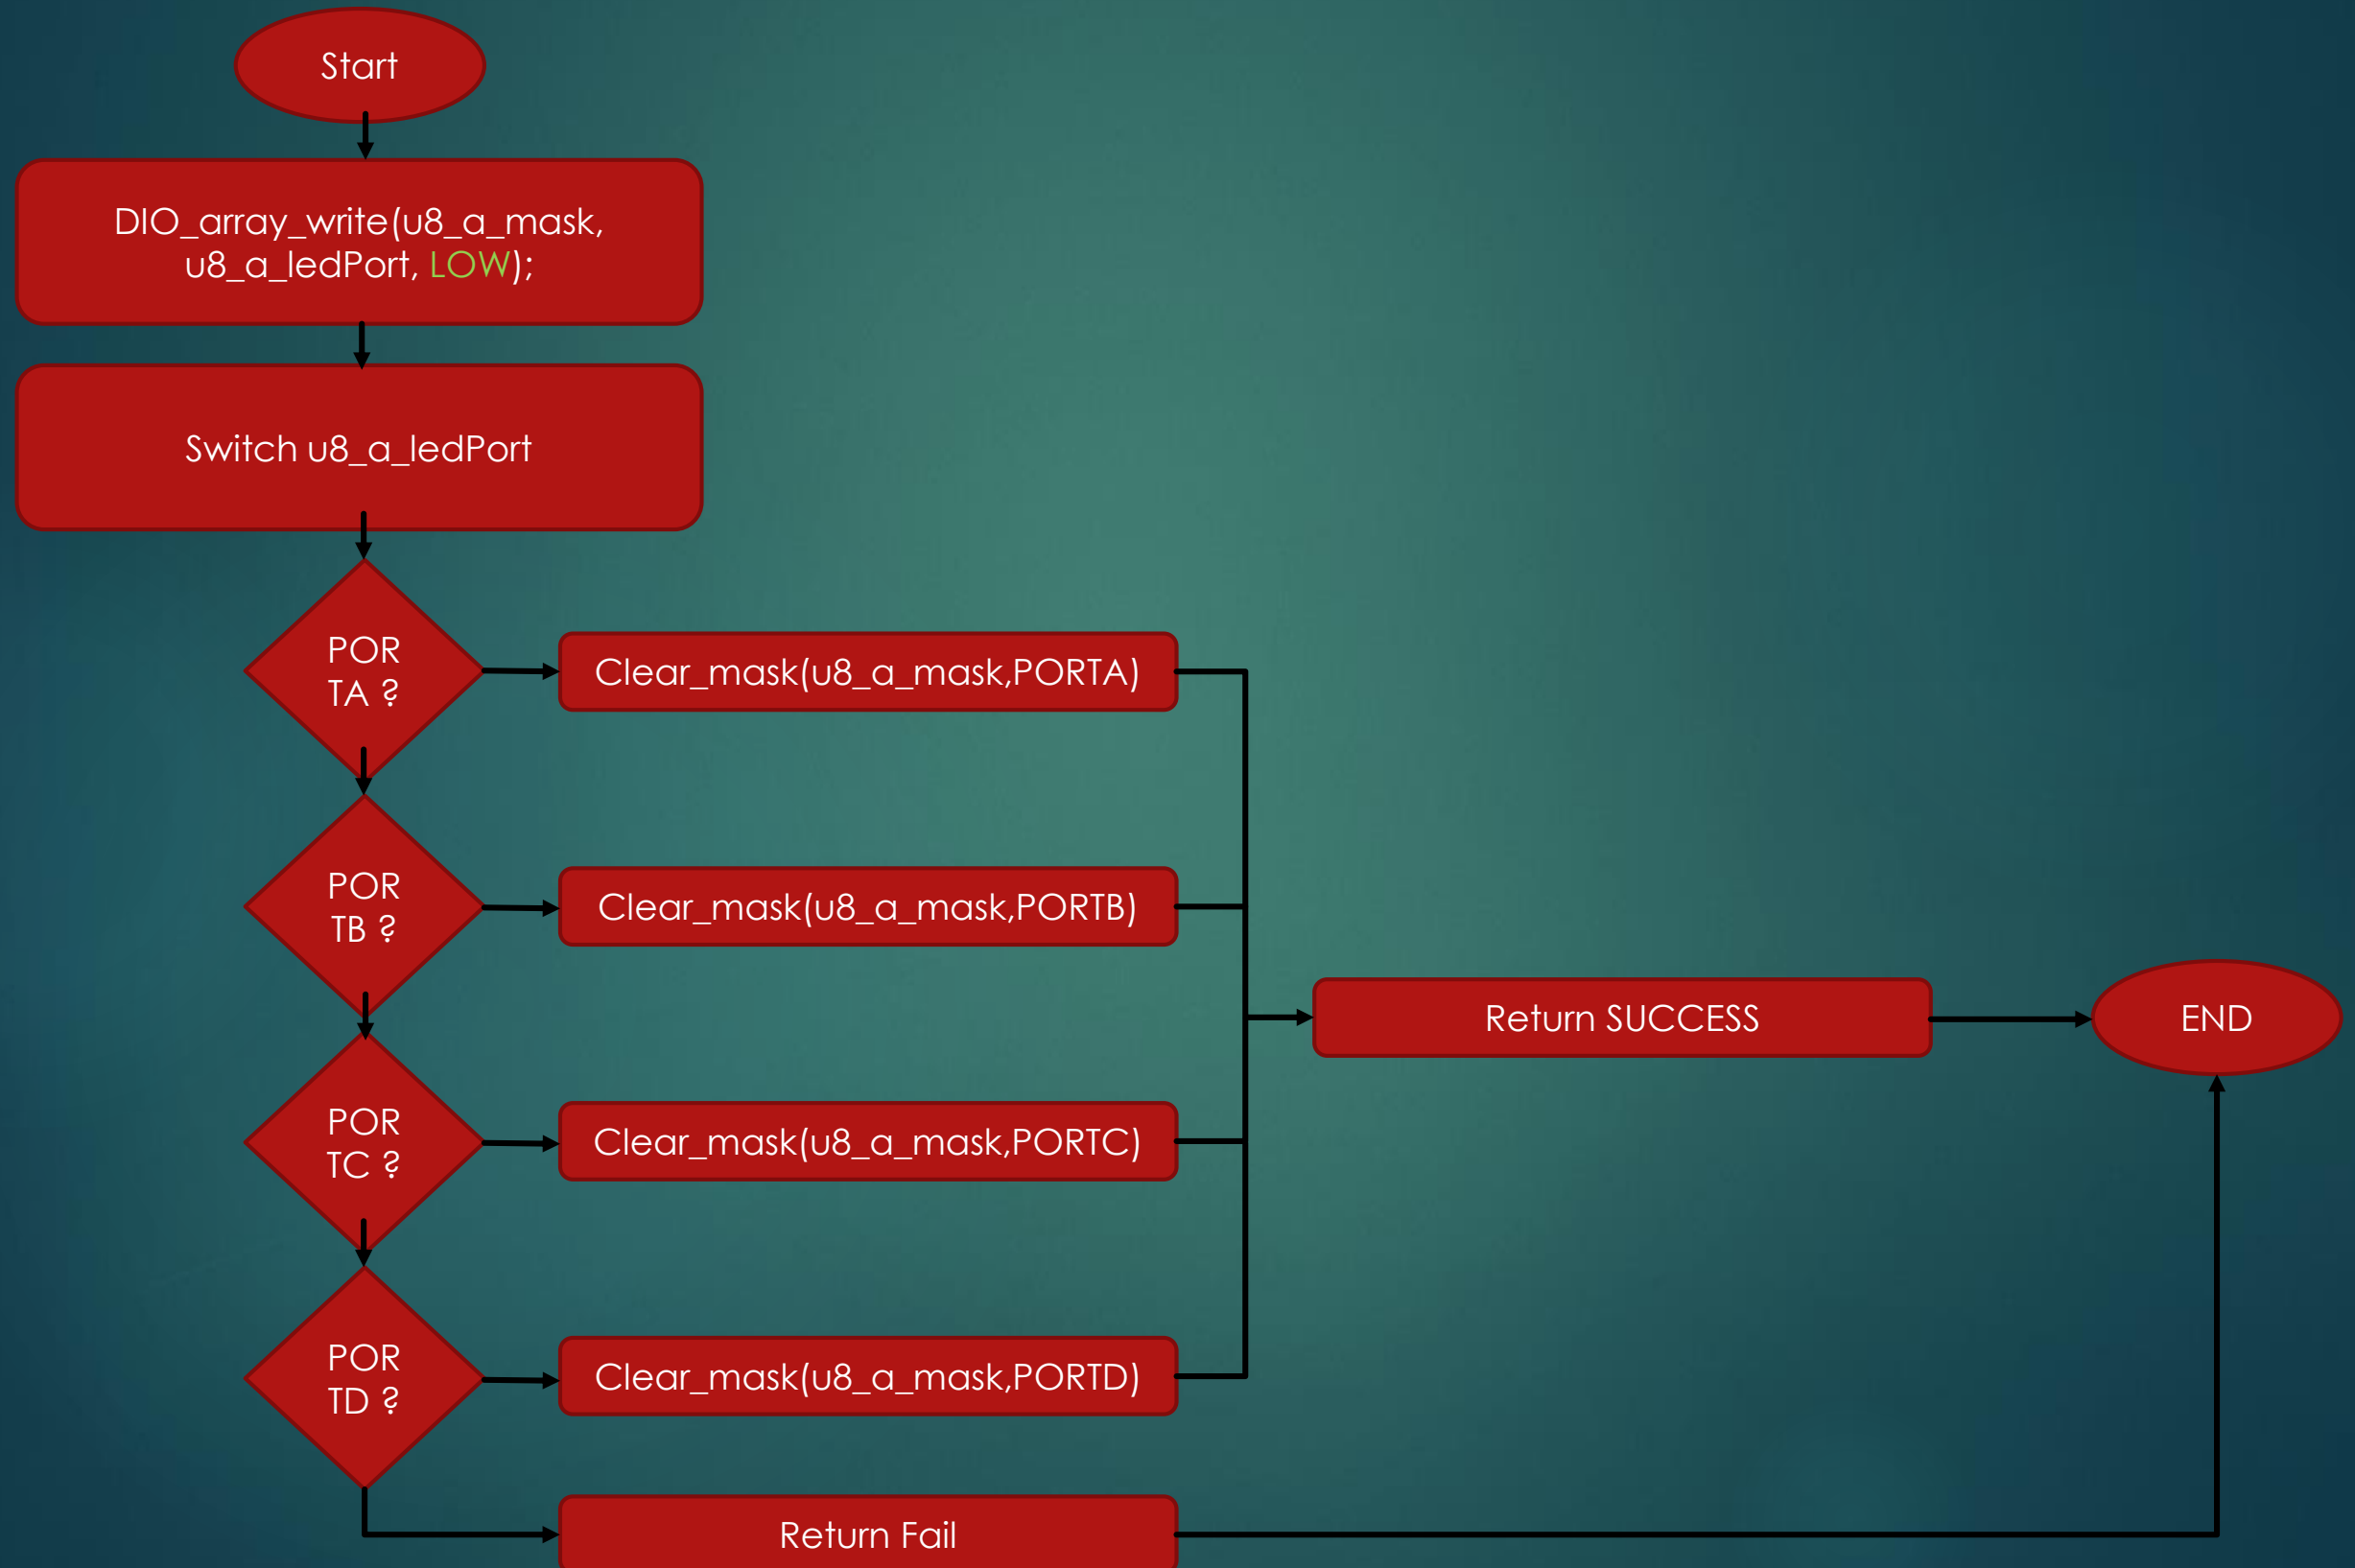 Start
DIO_array_write(u8_a_mask,
u8_a_ledPort, LOW);
Switch u8_a_ledPort
POR
TA ?
Clear_mask(u8_a_mask,PORTA)
POR
TB ?
Clear_mask(u8_a_mask,PORTB)
Return SUCCESS
END
POR
TC ?
Clear_mask(u8_a_mask,PORTC)
POR
TD ?
Clear_mask(u8_a_mask,PORTD)
Return Fail